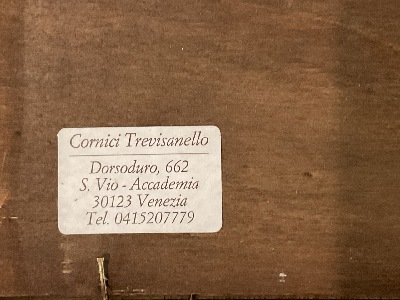 Cornici Trevisanello
Dorsoduro, 662
S. Vio - Accademia
30123 Venezia
Tel. 0415207779